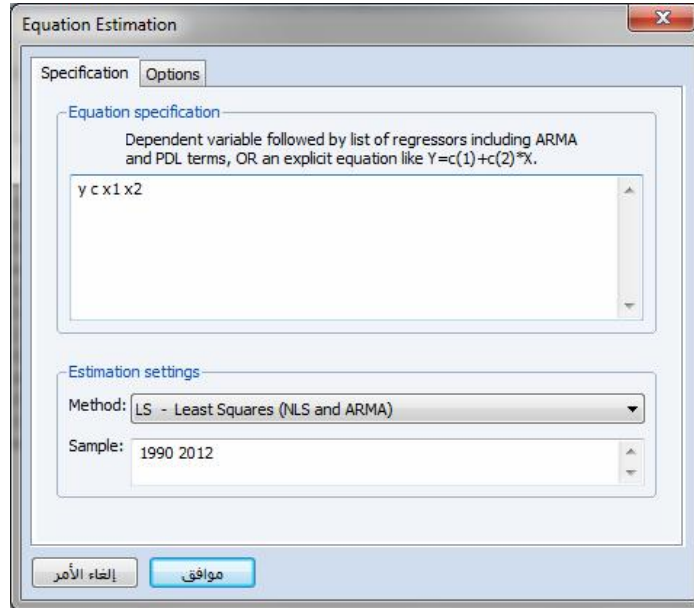 Equation Estimation
Specification
Options
Equation specification
Dependent variable followed by list of regressors including ARMA
and PDL terms, OR an explicit equation like Y=c(1)+c(2)*X.
y c x1 x2
Estimation settings
Method: LS - Least Squares (NLS and ARMA)
Sample: 1990 2012
إلغاء الأمر
موافق